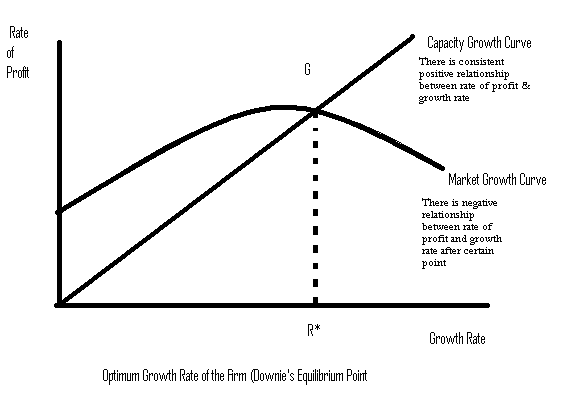 Rate
of
Profit
G
Capacity Growth Curve
There is consistent
positive relationship
between rate of profit &
growth rate
Market Growth Curve
There is negative
relationship
between rate of
profit and growth
rate after certain
point
R*
Growth Rate
Optimum Growth Rate of the Firm (Downie's Equilibrium Point